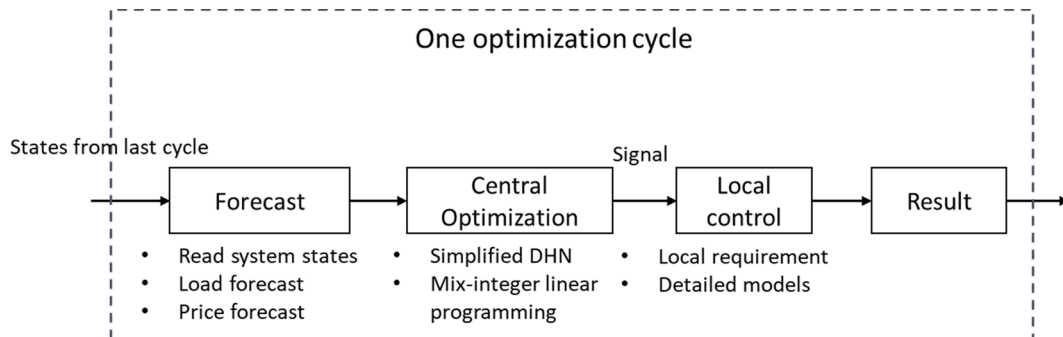 One optimization cycle
States from last cycle
Signal
Forecast
Central
Optimization
Local
control
Result
• Read system states
• Load forecast
• Price forecast
• Simplified DHN
• Mix-integer linear
programming
• Local requirement
• Detailed models